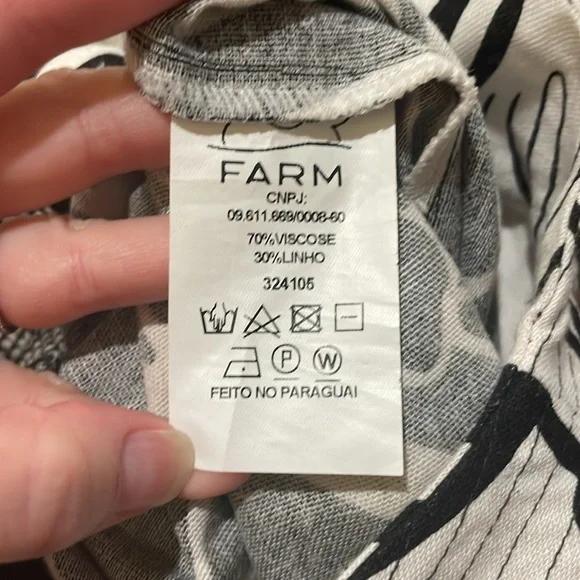 FARM
CNPJ:
09.611.669/0008-60
70%VISCOSE
30%LINHO
324105
P W
FEITO NO PARAGUAI